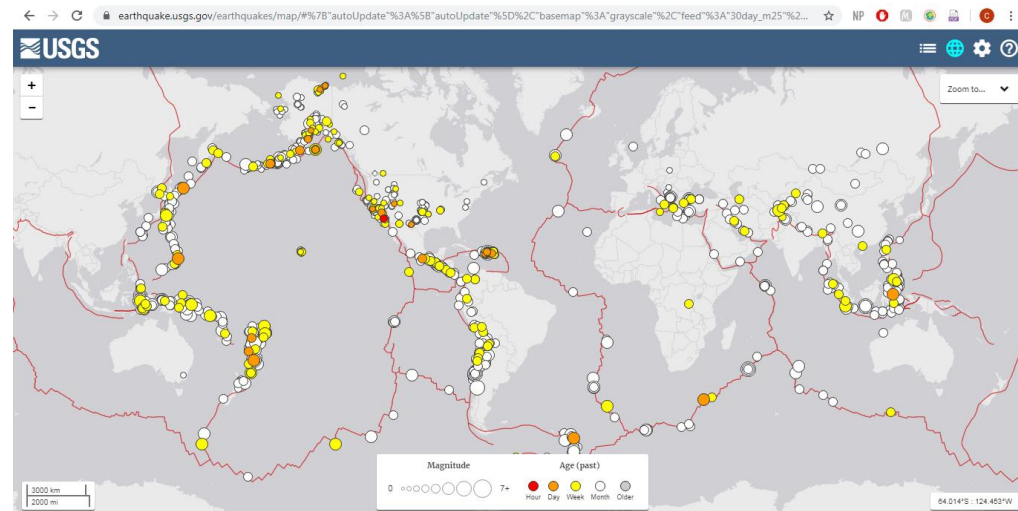 earthquake.usgs.gov/earthquakes/map/#%7B"autoUpdate"%3A%5B"autoUpdate"%5D%2C"basemap"%3A"grayscale"%2C"feed"%3A"30day_m25"%2...
NP
C
USGS
+
−
Zoom to...
Magnitude
0 7+
Age (past)
Hour Day Week Month Older
3000 km
2000 mi
64.014°S : 124.453°W